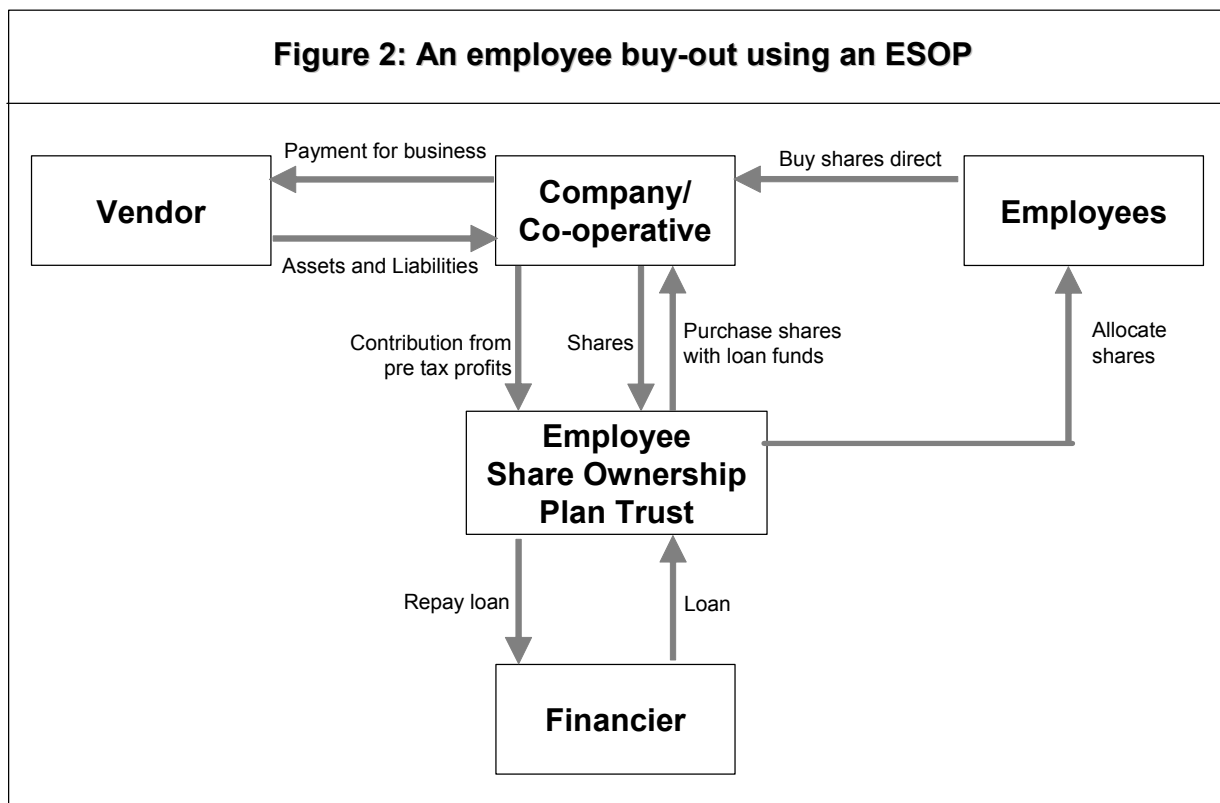 Figure 2: An employee buy-out using an ESOP
Payment for business
Buy shares direct
Vendor
Company/
Co-operative
Employees
Assets and Liabilities
Contribution from
pre tax profits
Shares
Purchase shares
with loan funds
Allocate
shares
Employee
Share Ownership
Plan Trust
Repay loan
Loan
Financier